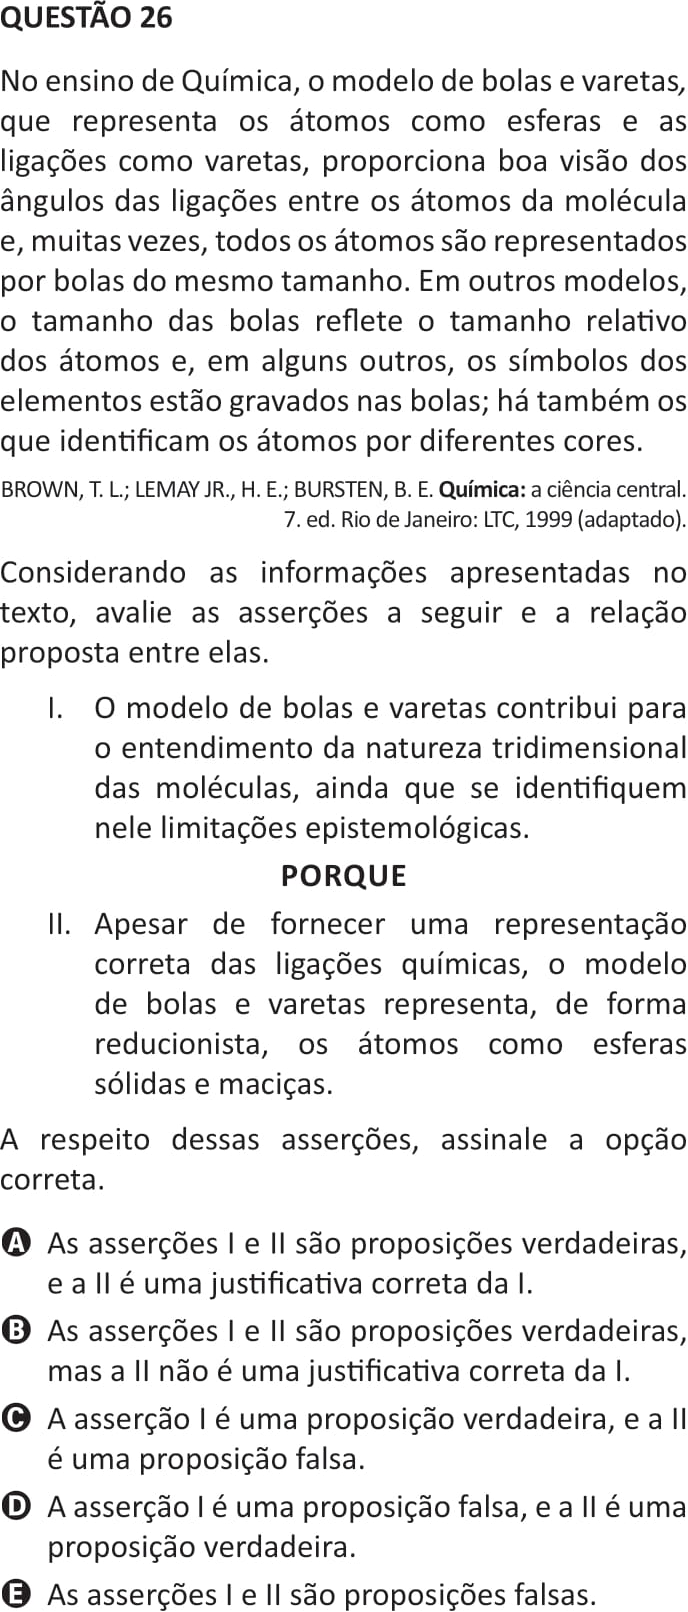 QUESTÃO 26
No ensino de Química, o modelo de bolas e varetas,
que representa os átomos como esferas e as
ligações como varetas, proporciona boa visão dos
ângulos das ligações entre os átomos da molécula
e, muitas vezes, todos os átomos são representados
por bolas do mesmo tamanho. Em outros modelos,
o tamanho das bolas reflete o tamanho relativo
dos átomos e, em alguns outros, os símbolos dos
elementos estão gravados nas bolas; há também os
que identificam os átomos por diferentes cores.
BROWN, T. L.; LEMAY JR., H. E.; BURSTEN, B. E. Química: a ciência central.
7. ed. Rio de Janeiro: LTC, 1999 (adaptado).
Considerando as informações apresentadas no
texto, avalie as asserções a seguir e a relação
proposta entre elas.
I. O modelo de bolas e varetas contribui para
o entendimento da natureza tridimensional
das moléculas, ainda que se identifiquem
nele limitações epistemológicas.
PORQUE
II. Apesar de fornecer uma representação
correta das ligações químicas, o modelo
de bolas e varetas representa, de forma
reducionista, os átomos como esferas
sólidas e maciças.
A respeito dessas asserções, assinale a opção
correta.
A As asserções I e II são proposições verdadeiras,
e a II é uma justificativa correta da I.
B As asserções I e II são proposições verdadeiras,
mas a II não é uma justificativa correta da I.
C A asserção I é uma proposição verdadeira, e a II
é uma proposição falsa.
D A asserção I é uma proposição falsa, e a II é uma
proposição verdadeira.
E As asserções I e II são proposições falsas.